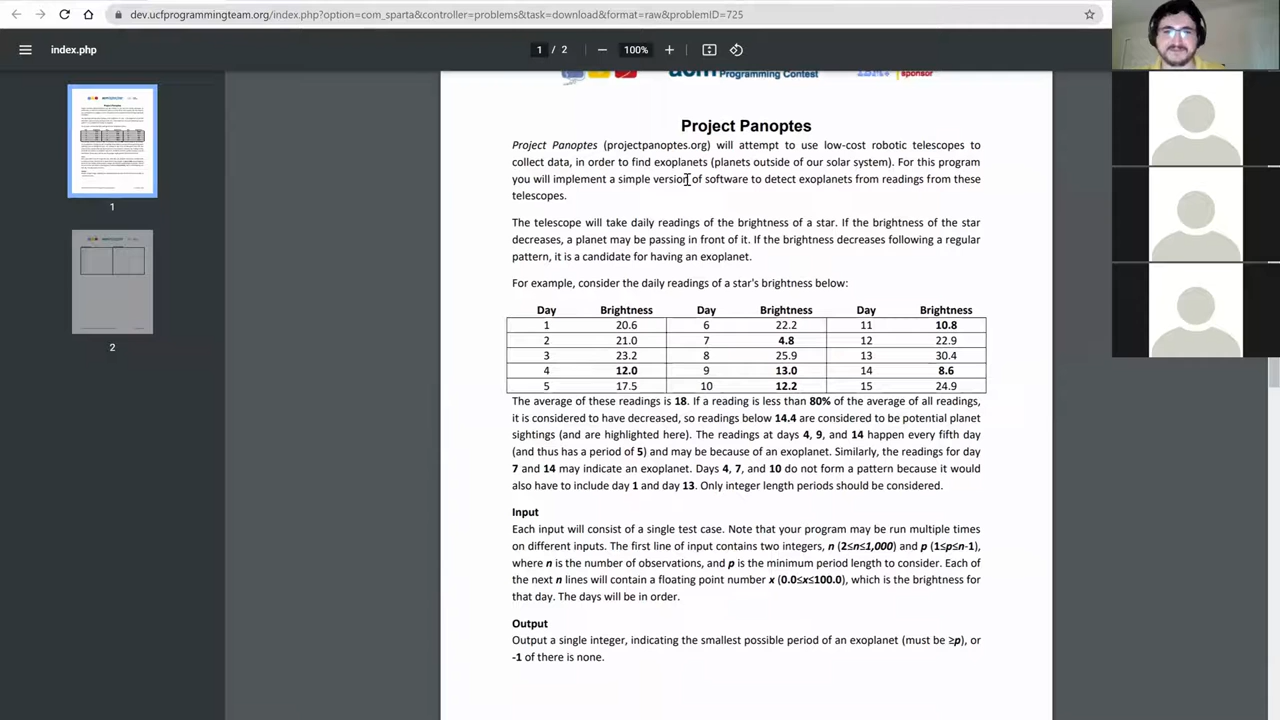 dev.ucfprogrammingteam.org/index.php?option=com_sparta&controller=problems&task=download&format=raw&problemID=725
index.php
1 / 2
100%
1
2
acm Programming Contest
sponsor
Project Panoptes
Project Panoptes (projectpanoptes.org) will attempt to use low-cost robotic telescopes to
collect data, in order to find exoplanets (planets outside of our solar system). For this program
you will implement a simple version of software to detect exoplanets from readings from these
telescopes.
The telescope will take daily readings of the brightness of a star. If the brightness of the star
decreases, a planet may be passing in front of it. If the brightness decreases following a regular
pattern, it is a candidate for having an exoplanet.
For example, consider the daily readings of a star's brightness below:
Day Brightness Day Brightness Day Brightness
1 20.6 6 22.2 11 10.8
2 21.0 7 4.8 12 22.9
3 23.2 8 25.9 13 30.4
4 12.0 9 13.0 14 8.6
5 17.5 10 12.2 15 24.9
The average of these readings is 18. If a reading is less than 80% of the average of all readings,
it is considered to have decreased, so readings below 14.4 are considered to be potential planet
sightings (and are highlighted here). The readings at days 4, 9, and 14 happen every fifth day
(and thus has a period of 5) and may be because of an exoplanet. Similarly, the readings for day
7 and 14 may indicate an exoplanet. Days 4, 7, and 10 do not form a pattern because it would
also have to include day 1 and day 13. Only integer length periods should be considered.
Input
Each input will consist of a single test case. Note that your program may be run multiple times
on different inputs. The first line of input contains two integers, n (2≤n≤1,000) and p (1≤p≤n-1),
where n is the number of observations, and p is the minimum period length to consider. Each of
the next n lines will contain a floating point number x (0.0≤x≤100.0), which is the brightness for
that day. The days will be in order.
Output
Output a single integer, indicating the smallest possible period of an exoplanet (must be ≥p), or
-1 of there is none.